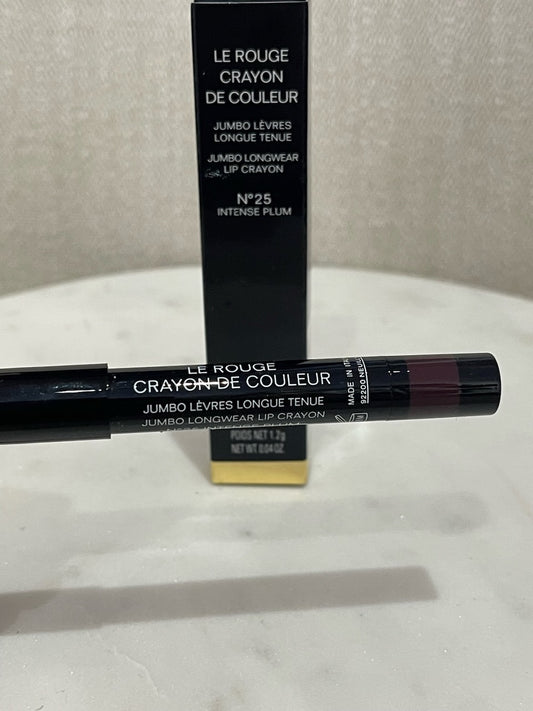 LE ROUGE
CRAYON
DE COULEUR
JUMBO LÈVRES
LONGUE TENUE
JUMBO LONGWEAR
LIP CRAYON
N°25
INTENSE PLUM
LE ROUGE
CRAYON DE COULEUR
JUMBO LÈVRES LONGUE TENUE
JUMBO LONGWEAR LIP CRAYON
INTENSE PLUM
MADE IN
92200
POIDS NET 1.2g
NET WT. 0.04 OZ.